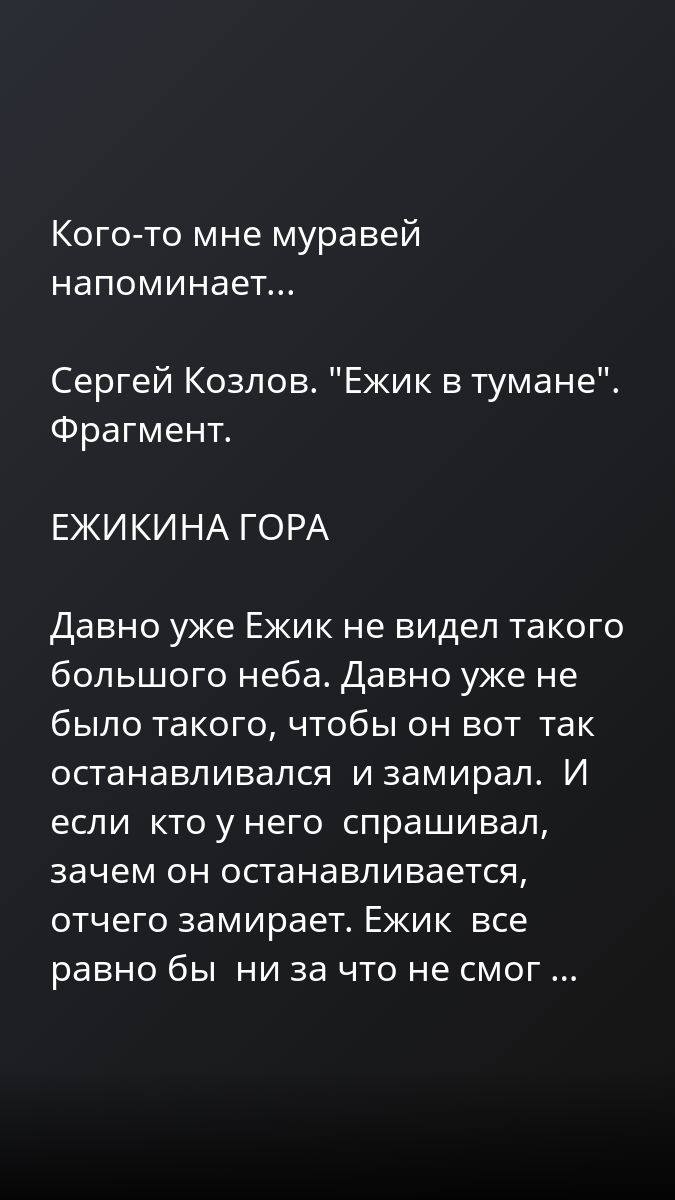 Кого-то мне муравей
напоминает...
Сергей Козлов. "Ежик в тумане".
Фрагмент.
ЕЖИКИНА ГОРА
Давно уже Ежик не видел такого
большого неба. Давно уже не
было такого, чтобы он вот  так
останавливался  и замирал.  И
если  кто у него  спрашивал,
зачем он останавливается,
отчего замирает. Ежик  все
равно бы  ни за что не смог ...